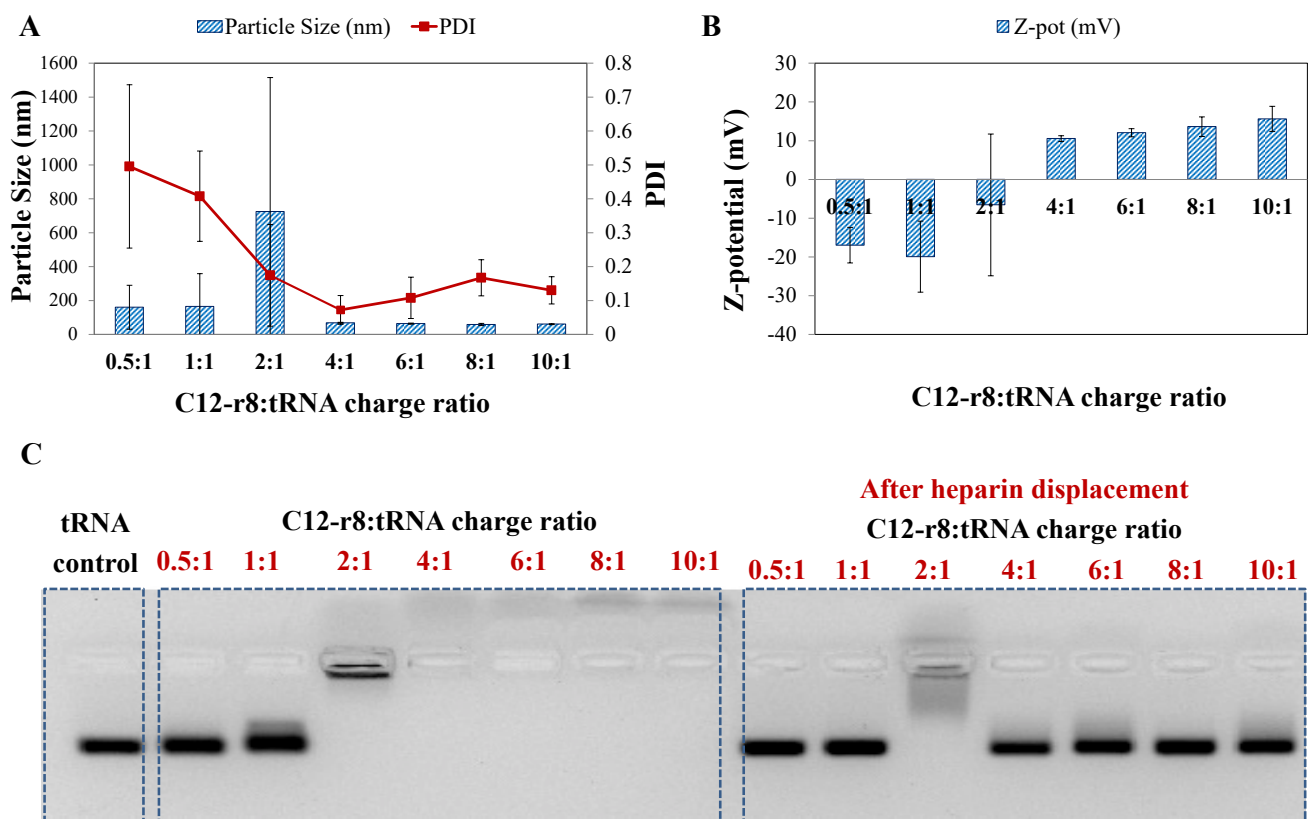 A
Particle Size (nm) PDI
1600
1400
1200
1000
800
600
400
200
0
Particle Size (nm)
0.8
0.7
0.6
0.5
0.4
0.3
0.2
0.1
0
PDI
0.5:1 1:1 2:1 4:1 6:1 8:1 10:1
C12-r8:tRNA charge ratio
B
Z-pot (mV)
30
20
10
0
-10
-20
-30
-40
Z-potential (mV)
0.5:1 1:1 2:1 4:1 6:1 8:1 10:1
C12-r8:tRNA charge ratio
C
tRNA
control
C12-r8:tRNA charge ratio
0.5:1 1:1 2:1 4:1 6:1 8:1 10:1
After heparin displacement
C12-r8:tRNA charge ratio
0.5:1 1:1 2:1 4:1 6:1 8:1 10:1